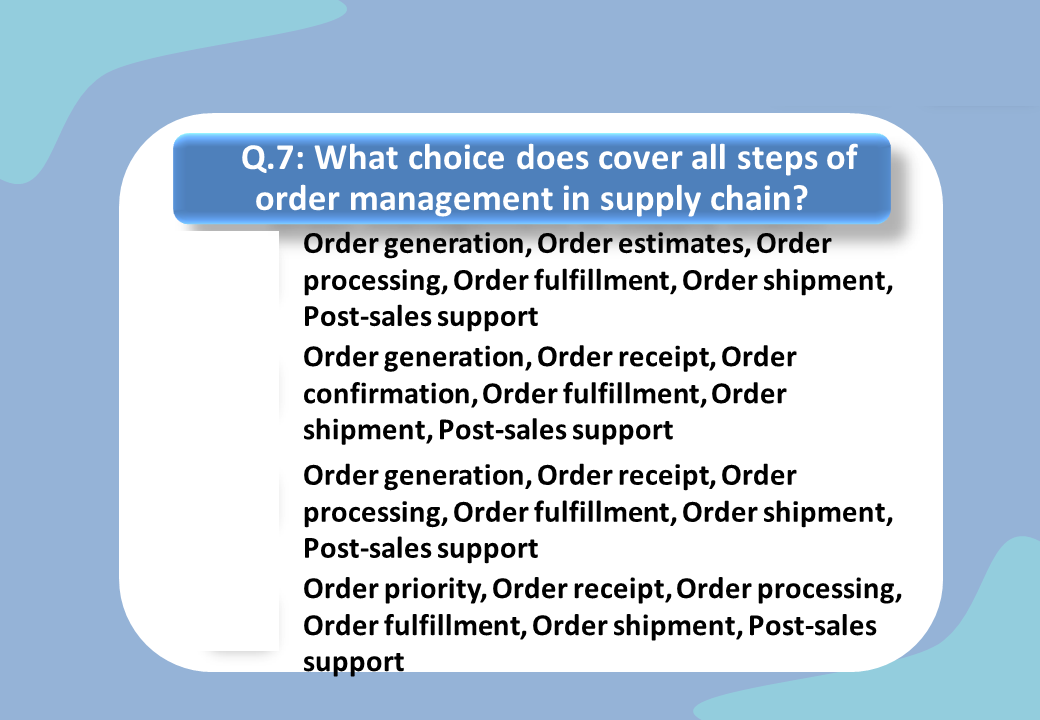 Q.7: What choice does cover all steps of
order management in supply chain?
Order generation, Order estimates, Order
processing, Order fulfillment, Order shipment,
Post-sales support
Order generation, Order receipt, Order
confirmation, Order fulfillment, Order
shipment, Post-sales support
Order generation, Order receipt, Order
processing, Order fulfillment, Order shipment,
Post-sales support
Order priority, Order receipt, Order processing,
Order fulfillment, Order shipment, Post-sales
support